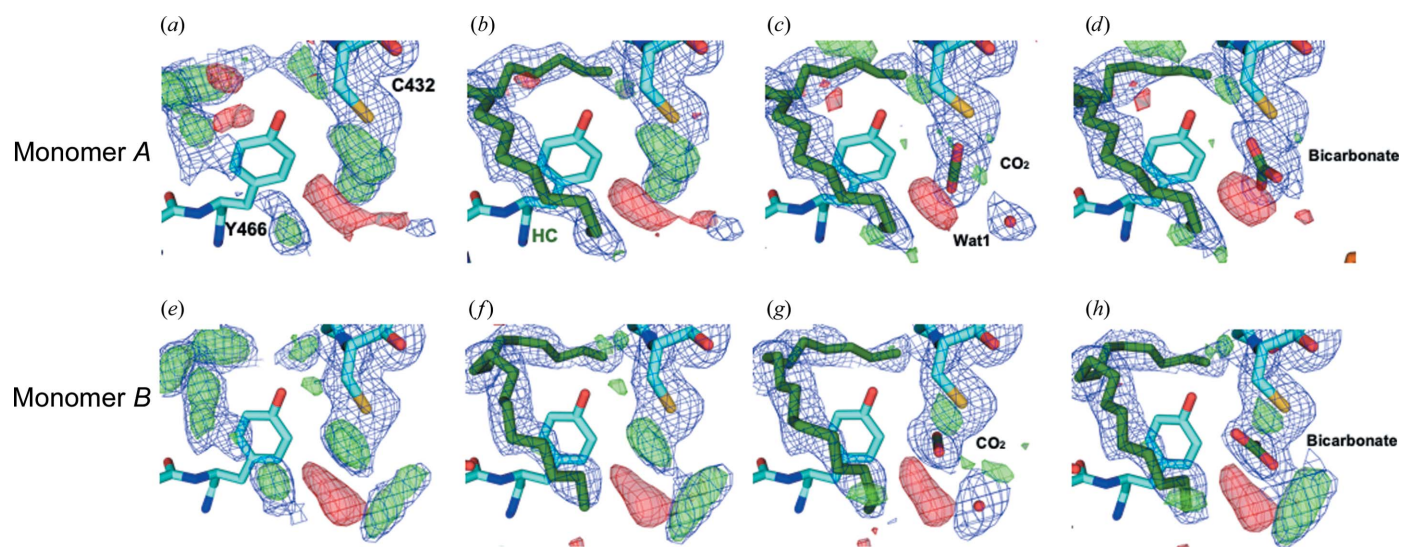 (a) (b) (c) (d)
C432
Monomer A
CO₂
Bicarbonate
Y466
HC
Wat1
(e) (f) (g) (h)
Monomer B
CO₂
Bicarbonate